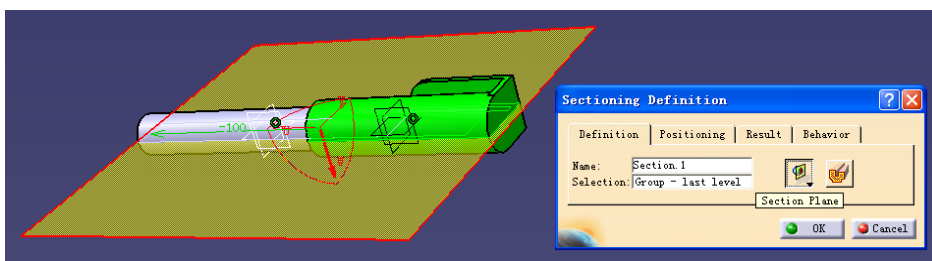 -100
Sectioning Definition
Definition Positioning Result Behavior
Name: Section.1
Selection: Group - last level
Section Plane
OK Cancel